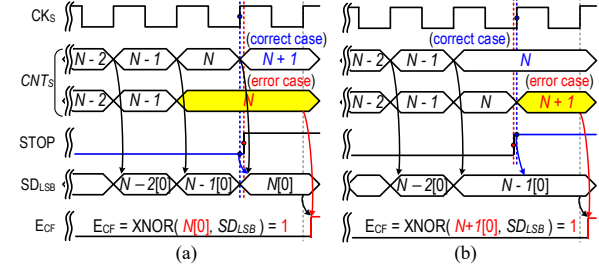 CKS
(correct case)
(correct case)
N - 2
N - 1
N
N + 1
N - 2
N - 1
N
CNTS
(error case)
(error case)
N - 2
N - 1
N
N - 2
N - 1
N
N + 1
STOP
SDLSB
N – 2[0]
N - 1[0]
N[0]
N – 2[0]
N - 1[0]
ECF
ECF = XNOR( N[0], SDLSB) = 1
ECF = XNOR( N+1[0], SDLSB) = 1
(a)
(b)